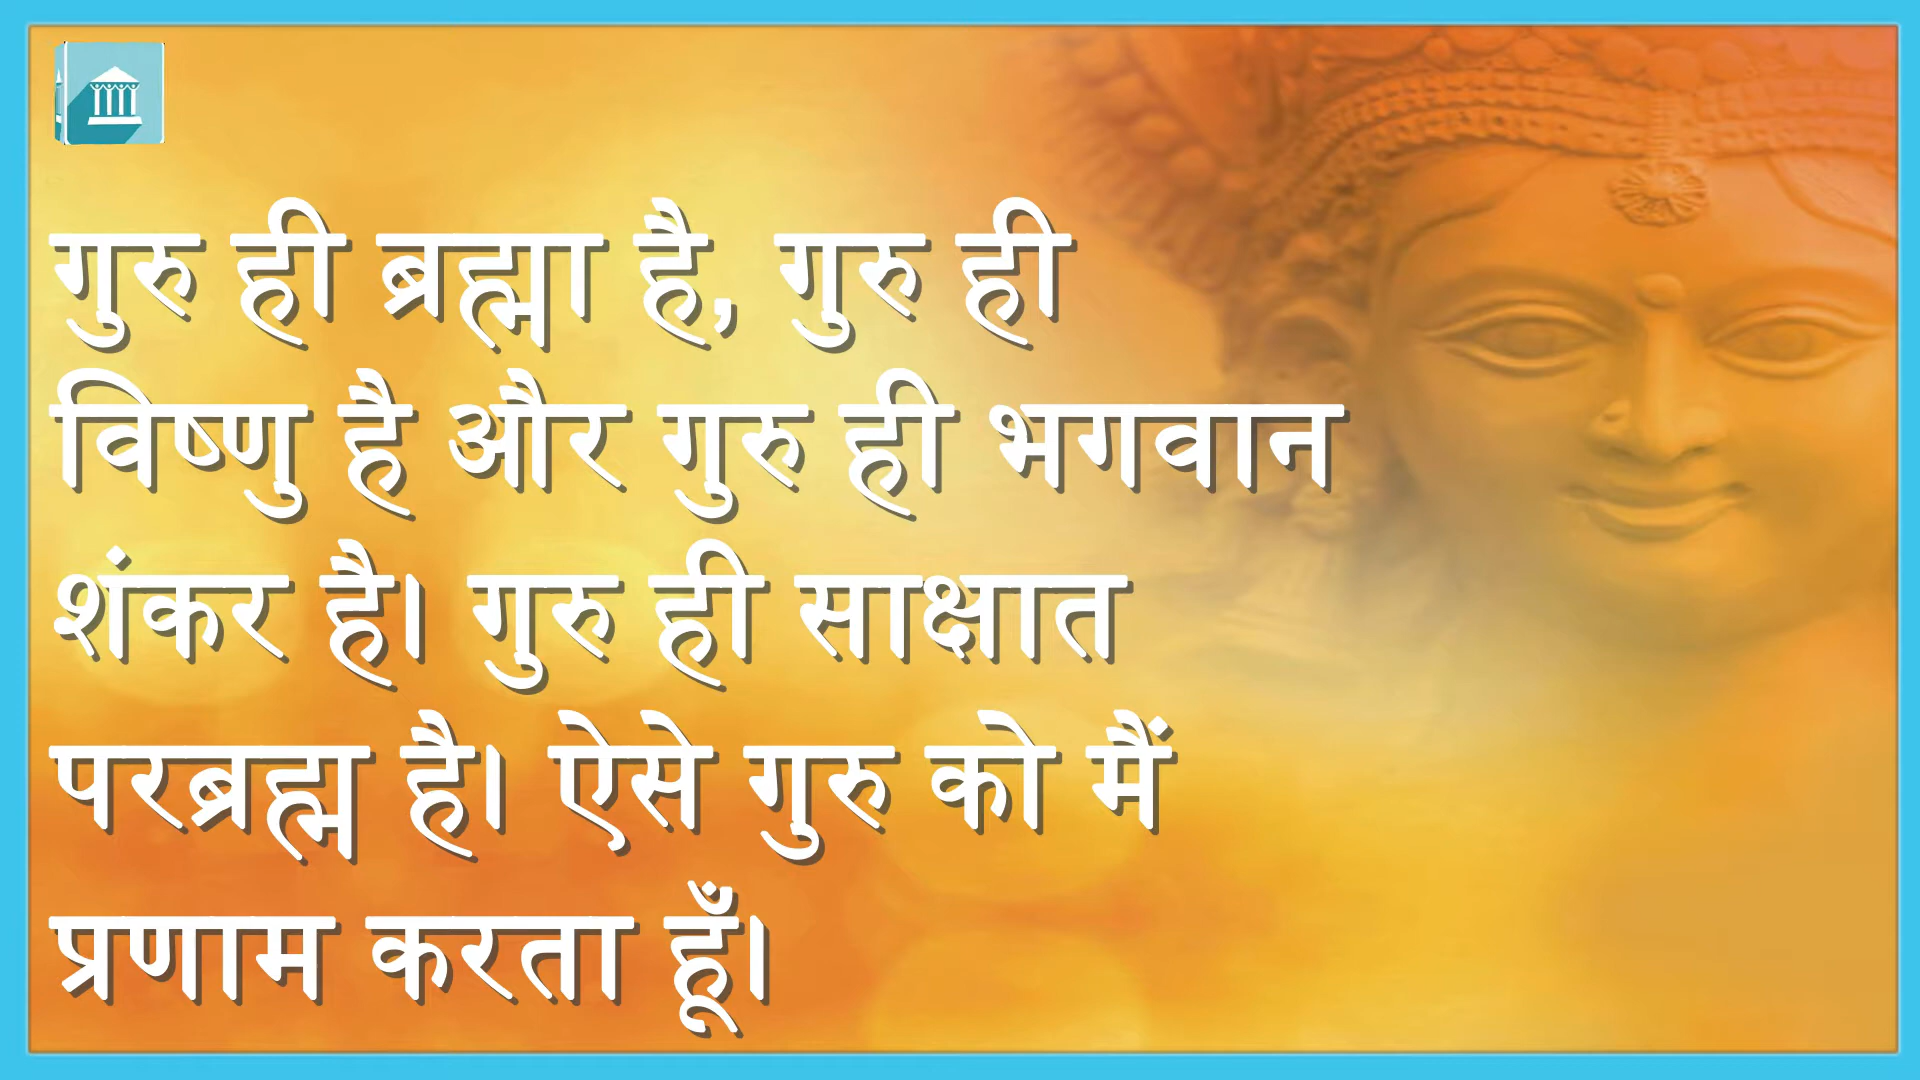 गुरु ही ब्रह्मा है, गुरु ही
विष्णु है और गुरु ही भगवान
शंकर है। गुरु ही साक्षात
परब्रह्म है। ऐसे गुरु को मैं
प्रणाम करता हूँ।